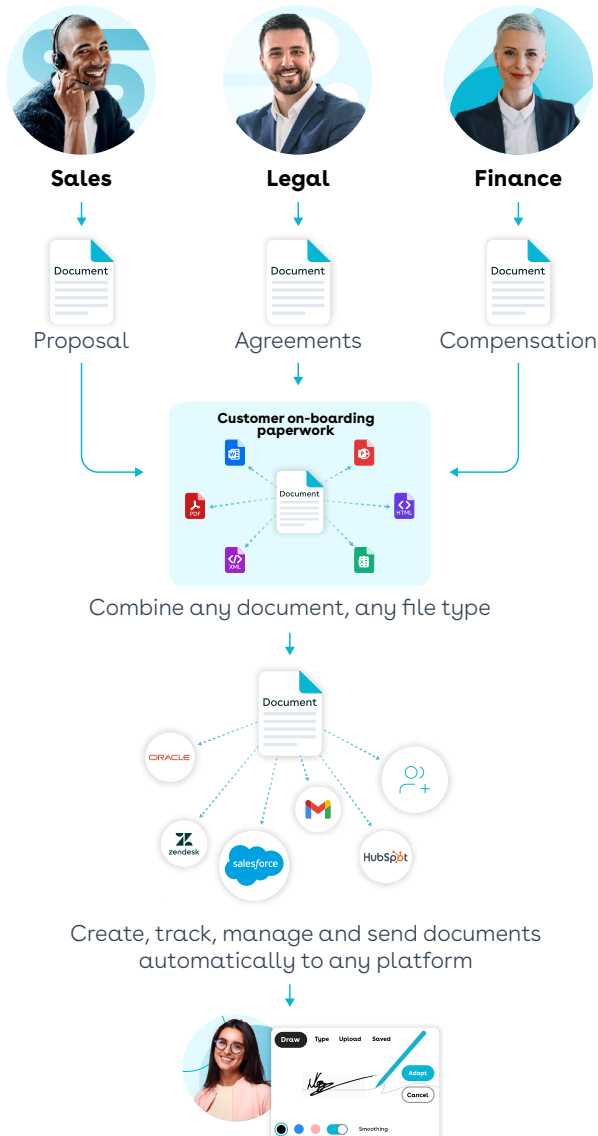 Sales
Legal
Finance
Document
Document
Document
Proposal
Agreements
Compensation
Customer on-boarding
paperwork
Document
PDF
HTML
XML
Combine any document, any file type
Document
ORACLE
zendesk
salesforce
HubSpot
Create, track, manage and send documents
automatically to any platform
Draw Type Upload Saved
Adopt
Cancel
Smoothing